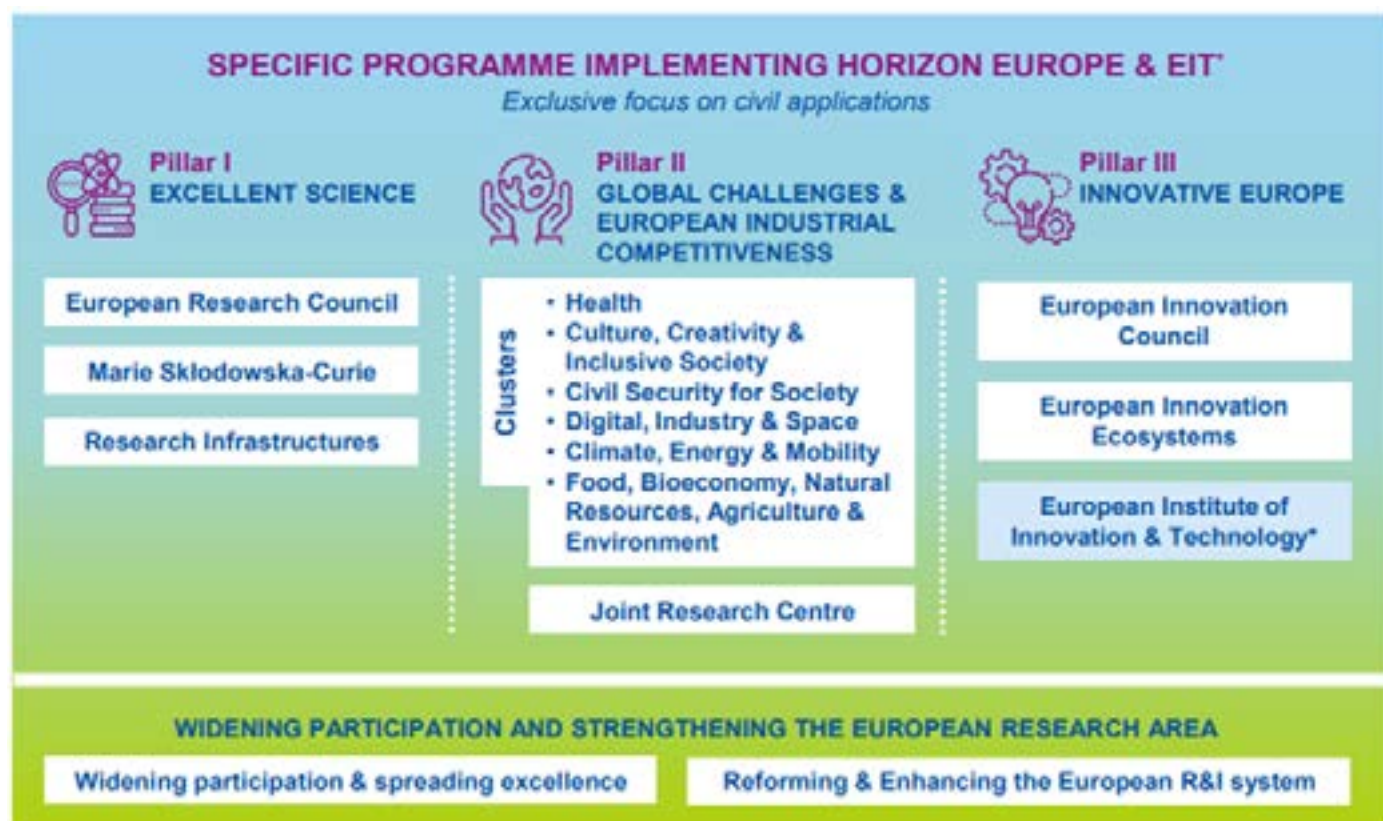 SPECIFIC PROGRAMME IMPLEMENTING HORIZON EUROPE & EIT*
Exclusive focus on civil applications
Pillar I
EXCELLENT SCIENCE
European Research Council
Marie Skłodowska-Curie
Research Infrastructures
Pillar II
GLOBAL CHALLENGES &
EUROPEAN INDUSTRIAL
COMPETITIVENESS
Clusters
• Health
• Culture, Creativity &
Inclusive Society
• Civil Security for Society
• Digital, Industry & Space
• Climate, Energy & Mobility
• Food, Bioeconomy, Natural
Resources, Agriculture &
Environment
Joint Research Centre
Pillar III
INNOVATIVE EUROPE
European Innovation
Council
European Innovation
Ecosystems
European Institute of
Innovation & Technology*
WIDENING PARTICIPATION AND STRENGTHENING THE EUROPEAN RESEARCH AREA
Widening participation & spreading excellence
Reforming & Enhancing the European R&I system